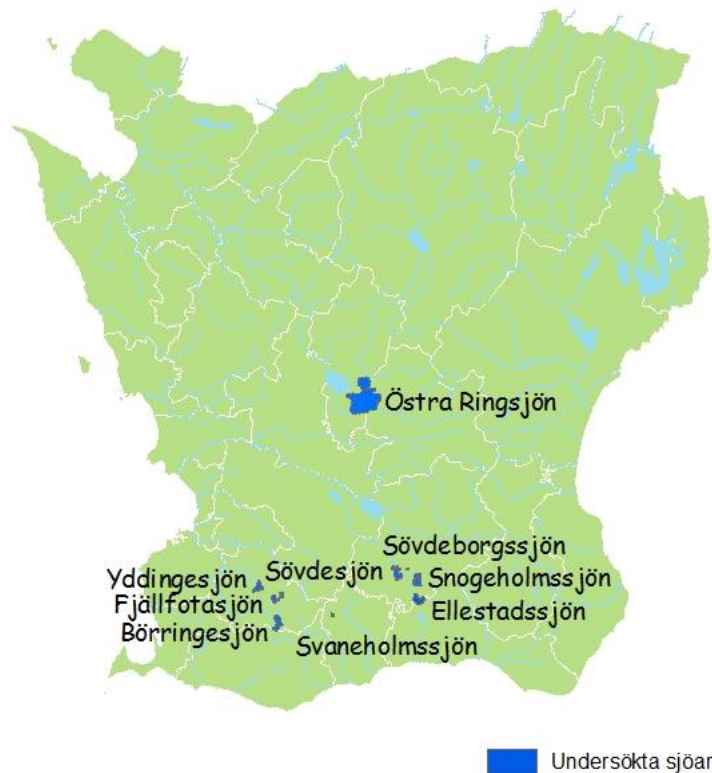 Östra Ringsjön
Sövdeborgssjön
Yddingesjön
Sövdesjön
Snogeholmssjön
Fjällfotasjön
Ellestadssjön
Börringesjön
Svaneholmssjön
Undersökta sjöar